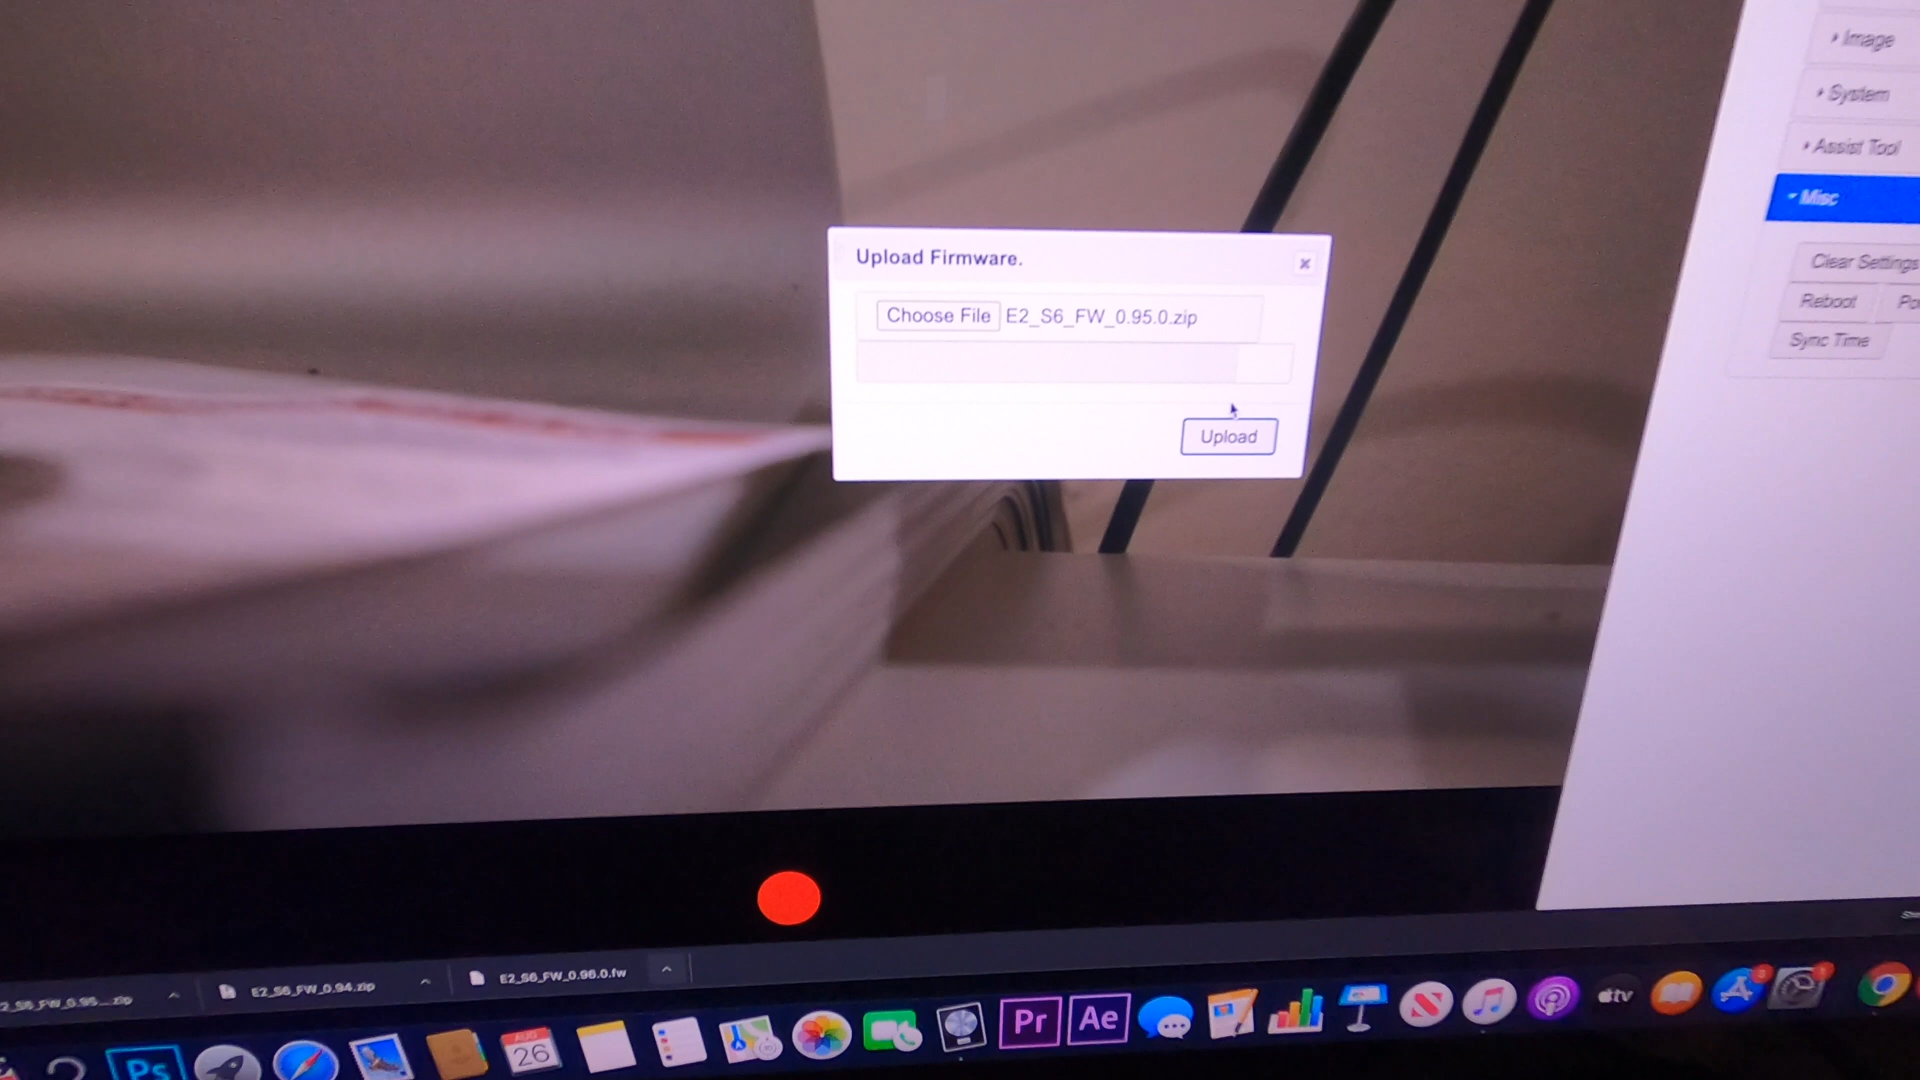 Image
System
Assist Tool
Misc
Clear Settings
Reboot
Sync Time
Upload Firmware.
Choose File E2_S6_FW_0.95.0.zip
Upload
E2_S6_FW_0.94.zip
E2_S6_FW_0.96.0.fw
Ps
AUG
26
Pr
Ae
tv